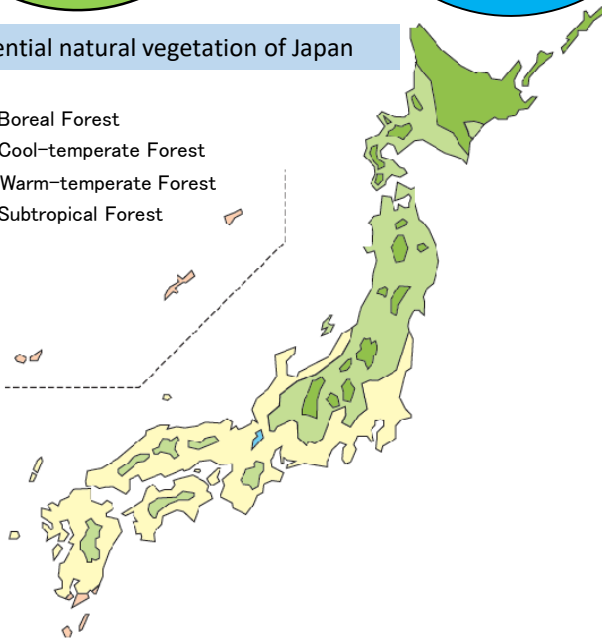 ential natural vegetation of Japan
Boreal Forest
Cool-temperate Forest
Warm-temperate Forest
Subtropical Forest